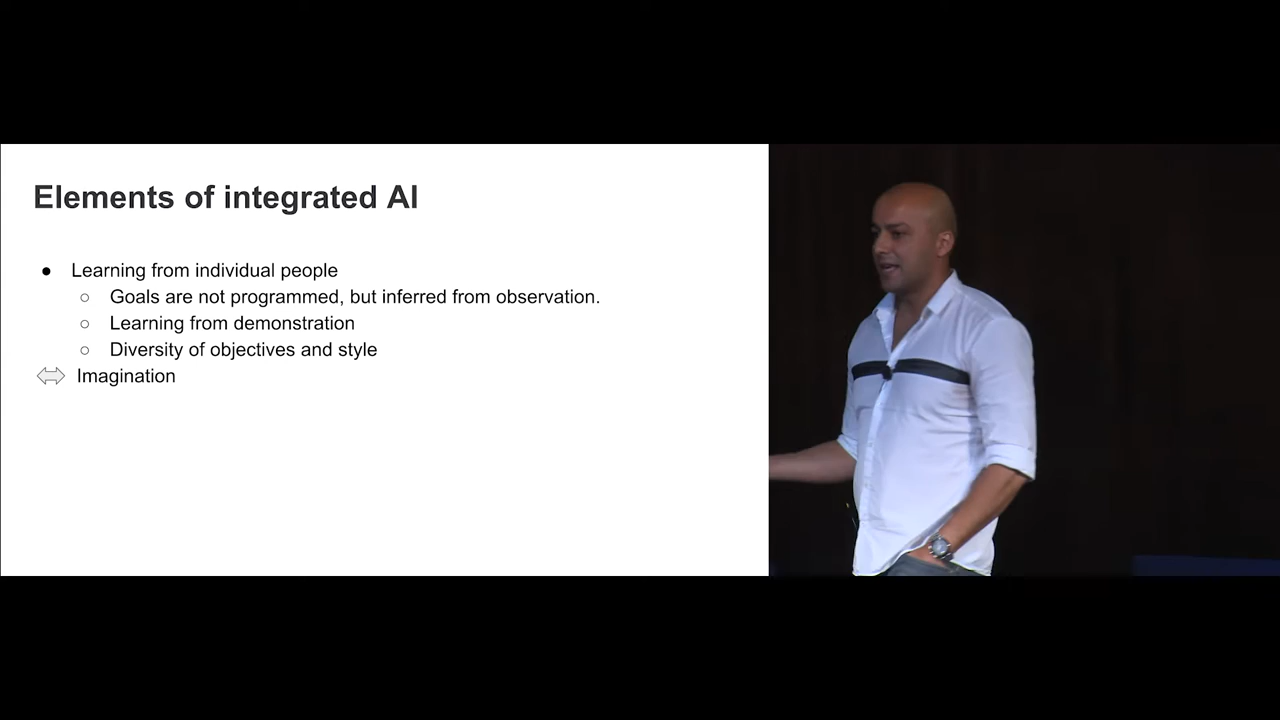 Elements of integrated AI
● Learning from individual people
○ Goals are not programmed, but inferred from observation.
○ Learning from demonstration
○ Diversity of objectives and style
⇔ Imagination